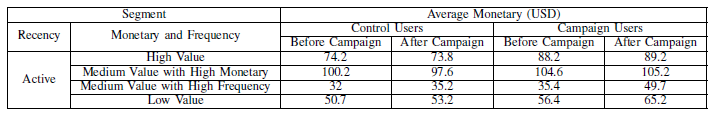 Segment Average Monetary (USD)
Recency Monetary and Frequency Control Users Campaign Users
Before Campaign After Campaign Before Campaign After Campaign
Active High Value 74.2 73.8 88.2 89.2
Medium Value with High Monetary 100.2 97.6 104.6 105.2
Medium Value with High Frequency 32 35.2 35.4 49.7
Low Value 50.7 53.2 56.4 65.2